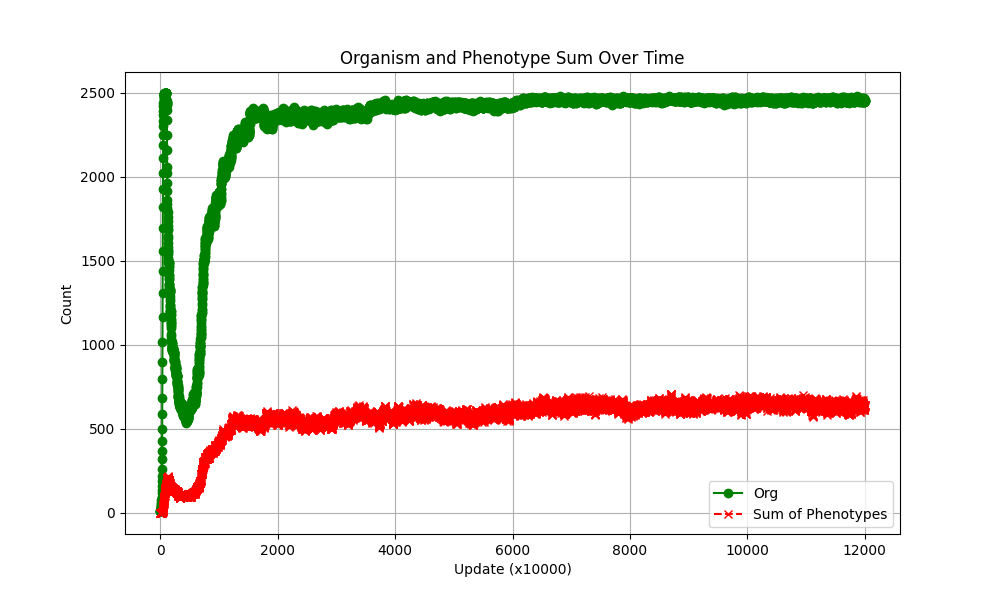 Organism and Phenotype Sum Over Time
Count
2500
2000
1500
1000
500
0
0 2000 4000 6000 8000 10000 12000
Update (x10000)
Org
Sum of Phenotypes